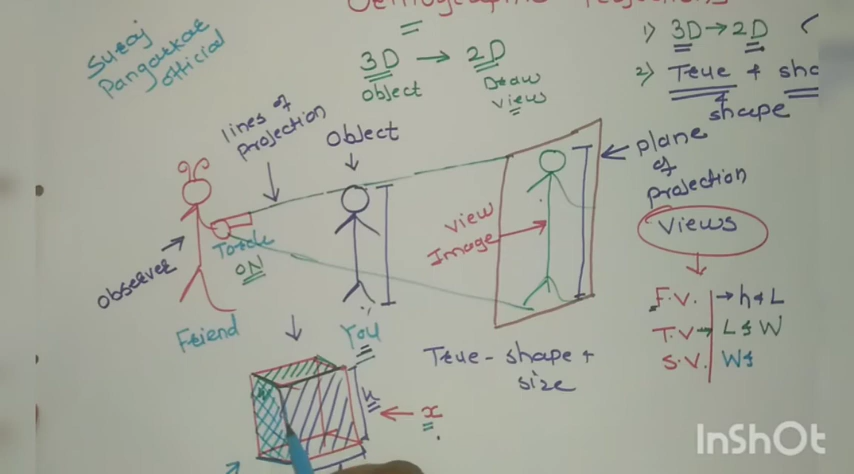 Suraj
Pangarkar
official
3D → 2D
object
Draw
view
1) 3D → 2D
2) True + sha
shape
lines of
projection
object
plane
of
projection
View
Image
Torch
ON
observer
Friend
You
True - shape +
size
Views
F.V. → h & L
T.V → L & W
S.V. W &
h
x
InShOt